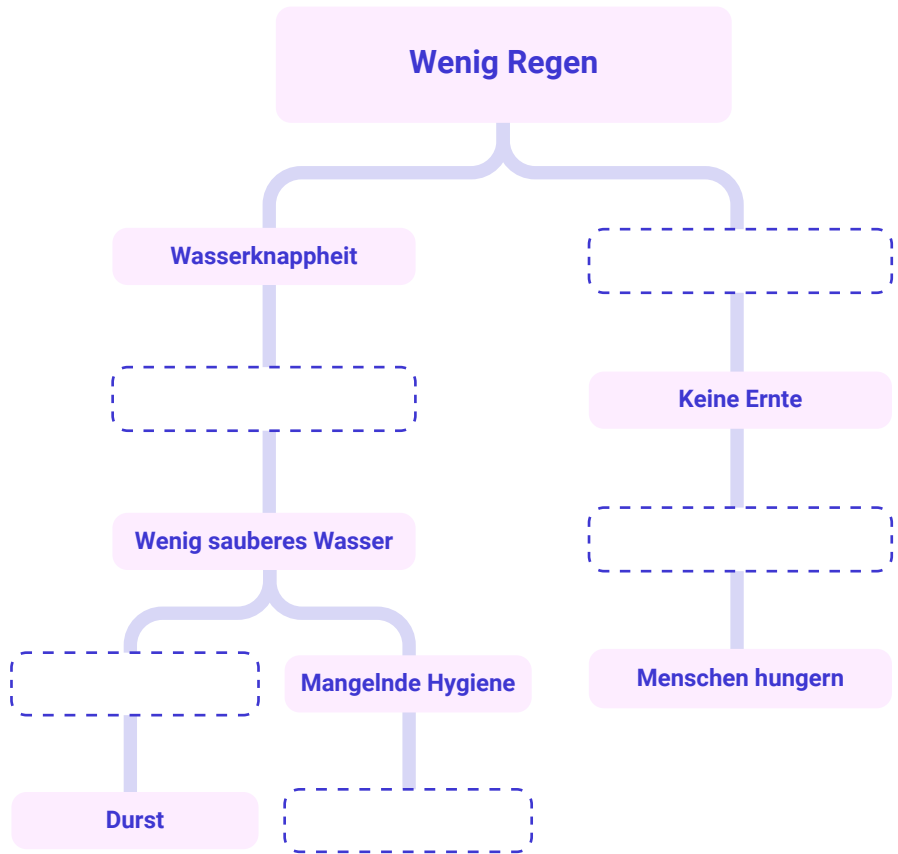 Wenig Regen
Wasserknappheit
Keine Ernte
Wenig sauberes Wasser
Mangelnde Hygiene
Menschen hungern
Durst